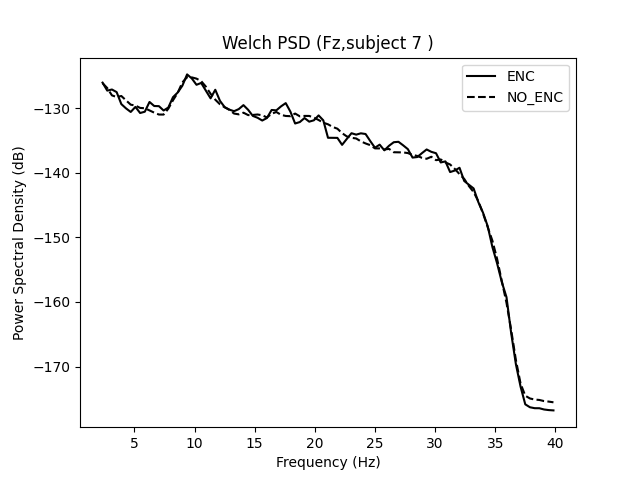 Welch PSD (Fz,subject 7 )
ENC
NO_ENC
Power Spectral Density (dB)
−130
−140
−150
−160
−170
5 10 15 20 25 30 35 40
Frequency (Hz)